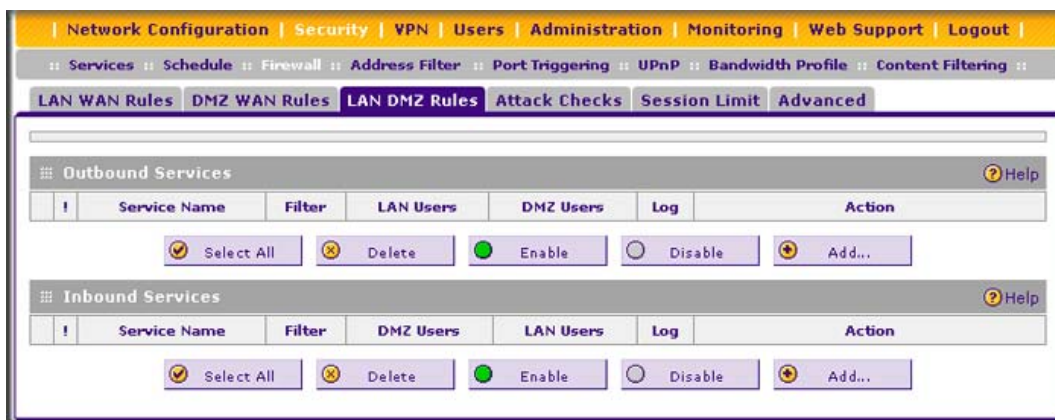 | Network Configuration | Security | VPN | Users | Administration | Monitoring | Web Support | Logout |
:: Services :: Schedule :: Firewall :: Address Filter :: Port Triggering :: UPnP :: Bandwidth Profile :: Content Filtering ::
LAN WAN Rules DMZ WAN Rules LAN DMZ Rules Attack Checks Session Limit Advanced
Outbound Services ? Help
! Service Name Filter LAN Users DMZ Users Log Action
Select All Delete Enable Disable Add...
Inbound Services ? Help
! Service Name Filter DMZ Users LAN Users Log Action
Select All Delete Enable Disable Add...